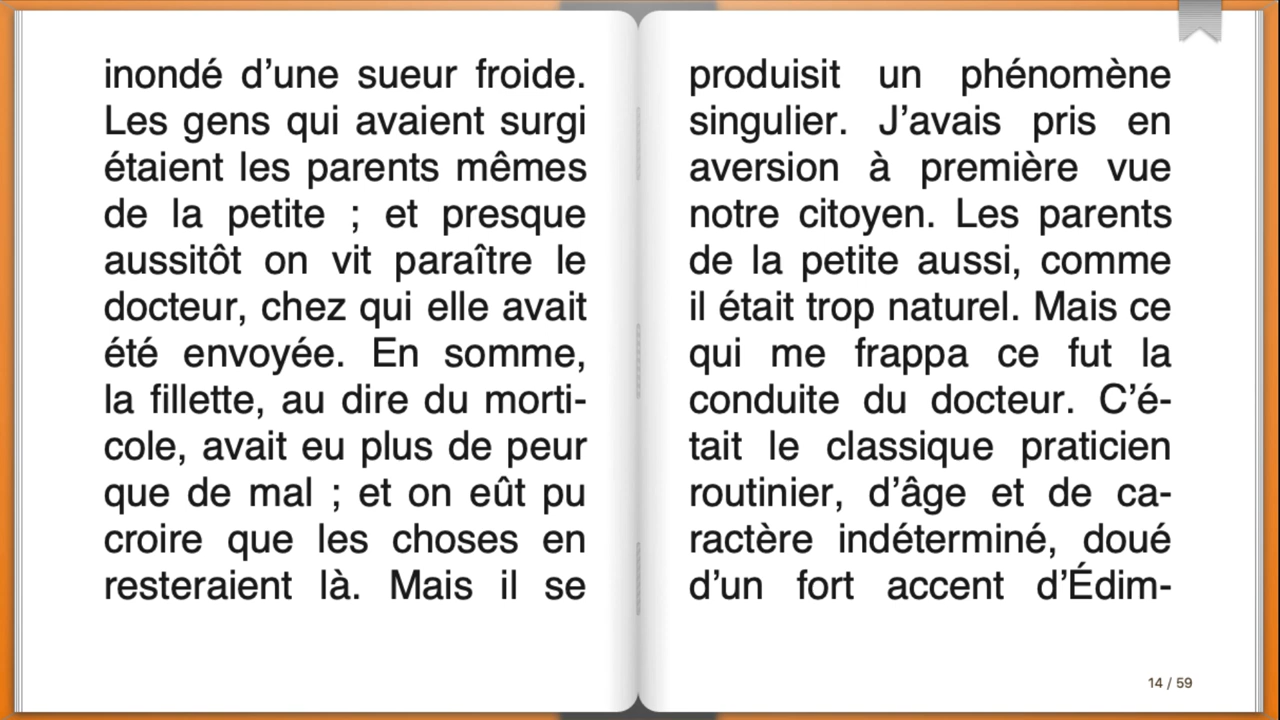 inondé d’une sueur froide.
Les gens qui avaient surgi
étaient les parents mêmes
de la petite ; et presque
aussitôt on vit paraître le
docteur, chez qui elle avait
été envoyée. En somme,
la fillette, au dire du morti-
cole, avait eu plus de peur
que de mal ; et on eût pu
croire que les choses en
resteraient là. Mais il se
produisit un phénomène
singulier. J’avais pris en
aversion à première vue
notre citoyen. Les parents
de la petite aussi, comme
il était trop naturel. Mais ce
qui me frappa ce fut la
conduite du docteur. C’é-
tait le classique praticien
routinier, d’âge et de ca-
ractère indéterminé, doué
d’un fort accent d’Édim-
14 / 59